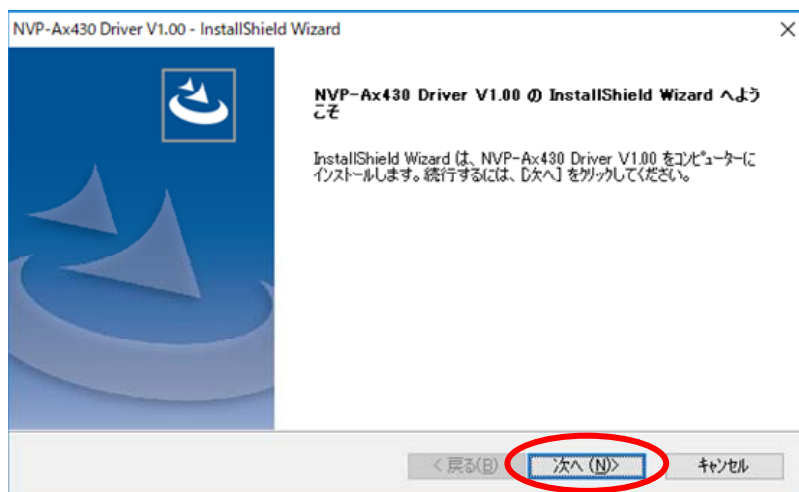 NVP-Ax430 Driver V1.00 - InstallShield Wizard
NVP-Ax430 Driver V1.00 の InstallShield Wizard へよう
こそ
InstallShield Wizard は、NVP-Ax430 Driver V1.00 をコンピューターに
インストールします。続行するには、[次へ] をクリックしてください。
< 戻る(B)
次へ (N)>
キャンセル